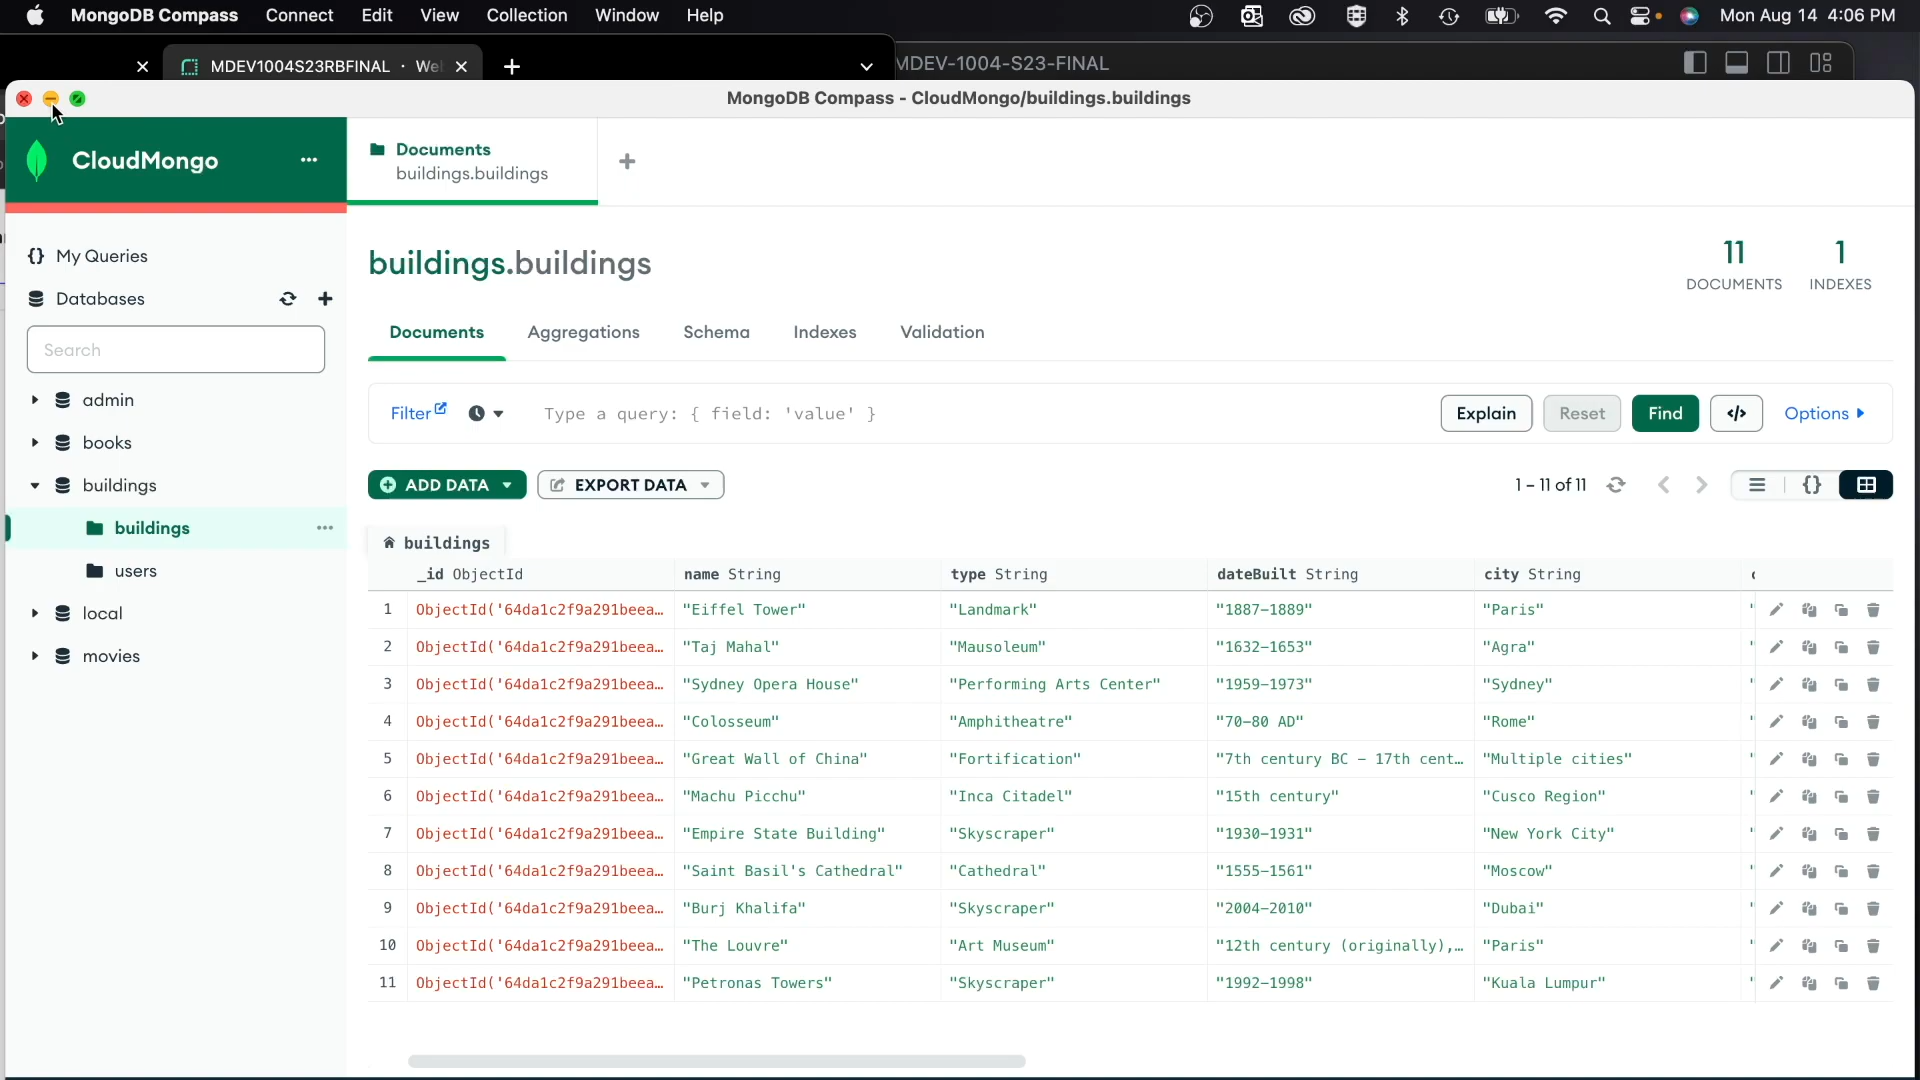 MongoDB Compass Connect Edit View Collection Window Help Mon Aug 14 4:06 PM
MDEV1004S23RBFINAL · We
MDEV-1004-S23-FINAL
MongoDB Compass - CloudMongo/buildings.buildings
CloudMongo
Documents
buildings.buildings
My Queries
Databases
Search
admin
books
buildings
buildings
users
local
movies
buildings.buildings
11
DOCUMENTS
1
INDEXES
Documents Aggregations Schema Indexes Validation
Filter Type a query: { field: 'value' } Explain Reset Find </> Options
ADD DATA EXPORT DATA 1 – 11 of 11 {}
buildings
_id ObjectId name String type String dateBuilt String city String
1 ObjectId('64da1c2f9a291beea… "Eiffel Tower" "Landmark" "1887-1889" "Paris"
2 ObjectId('64da1c2f9a291beea… "Taj Mahal" "Mausoleum" "1632-1653" "Agra"
3 ObjectId('64da1c2f9a291beea… "Sydney Opera House" "Performing Arts Center" "1959-1973" "Sydney"
4 ObjectId('64da1c2f9a291beea… "Colosseum" "Amphitheatre" "70-80 AD" "Rome"
5 ObjectId('64da1c2f9a291beea… "Great Wall of China" "Fortification" "7th century BC – 17th cent… "Multiple cities"
6 ObjectId('64da1c2f9a291beea… "Machu Picchu" "Inca Citadel" "15th century" "Cusco Region"
7 ObjectId('64da1c2f9a291beea… "Empire State Building" "Skyscraper" "1930-1931" "New York City"
8 ObjectId('64da1c2f9a291beea… "Saint Basil's Cathedral" "Cathedral" "1555-1561" "Moscow"
9 ObjectId('64da1c2f9a291beea… "Burj Khalifa" "Skyscraper" "2004-2010" "Dubai"
10 ObjectId('64da1c2f9a291beea… "The Louvre" "Art Museum" "12th century (originally),… "Paris"
11 ObjectId('64da1c2f9a291beea… "Petronas Towers" "Skyscraper" "1992-1998" "Kuala Lumpur"